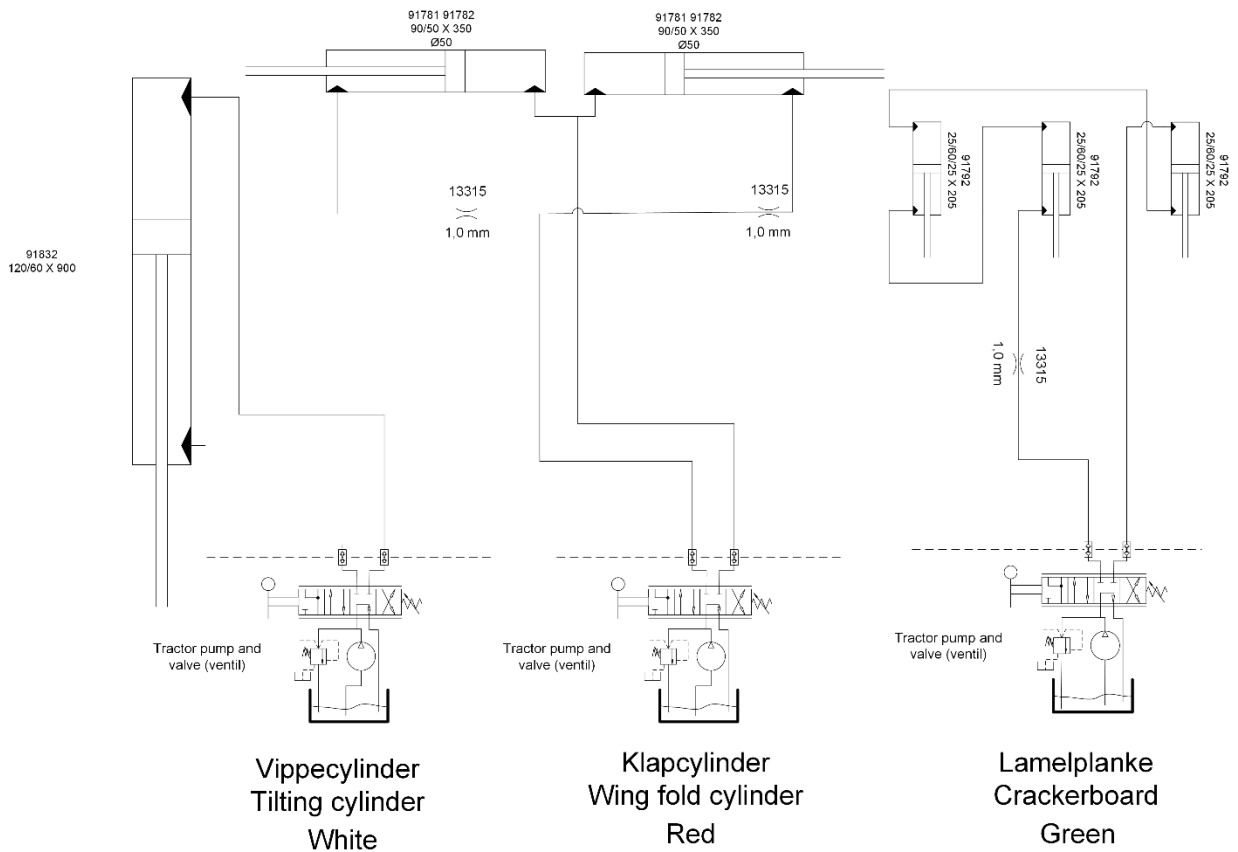 91781 91782
90/50 X 350
Ø50
91781 91782
90/50 X 350
Ø50
91832
120/60 X 900
13315
1,0 mm
13315
1,0 mm
91792
25/60/25 X 205
91792
25/60/25 X 205
91792
25/60/25 X 205
13315
1,0 mm
Tractor pump and
valve (ventil)
Tractor pump and
valve (ventil)
Tractor pump and
valve (ventil)
Vippecylinder
Tilting cylinder
White
Klapcylinder
Wing fold cylinder
Red
Lamelplanke
Crackerboard
Green